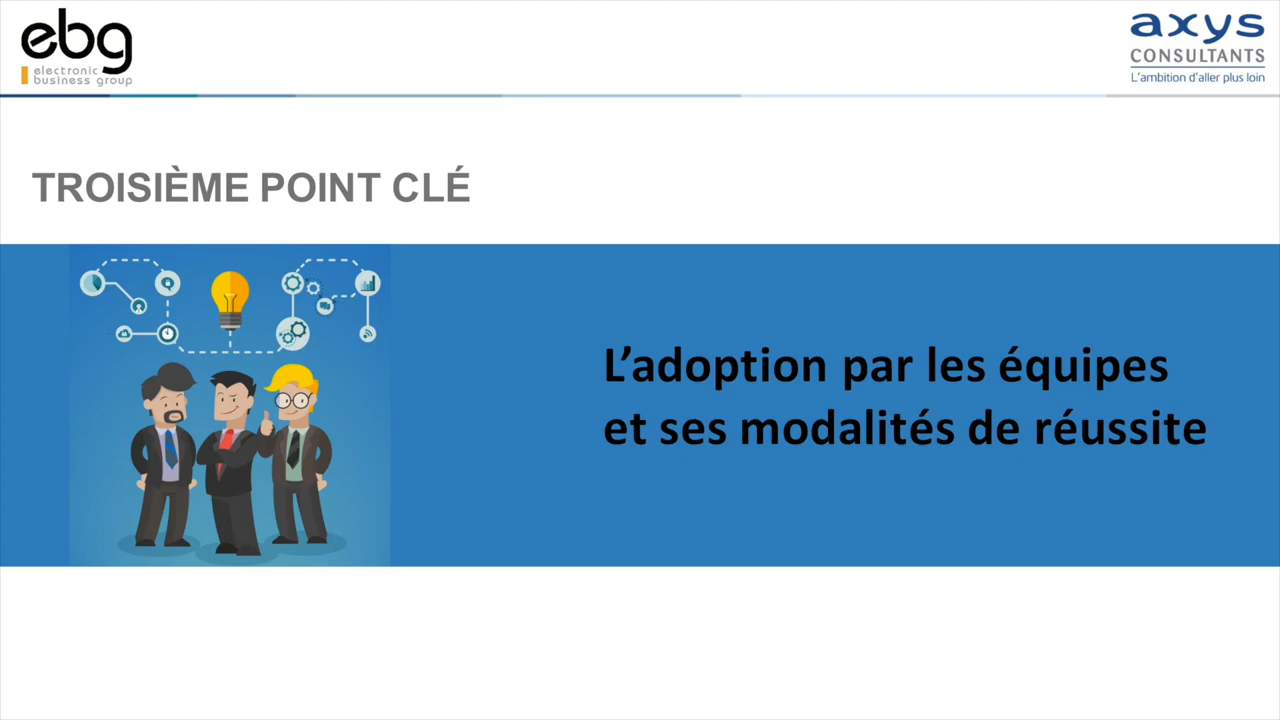 ebg
electronic
business group
axys
CONSULTANTS
L'ambition d'aller plus loin
TROISIÈME POINT CLÉ
L'adoption par les équipes
et ses modalités de réussite